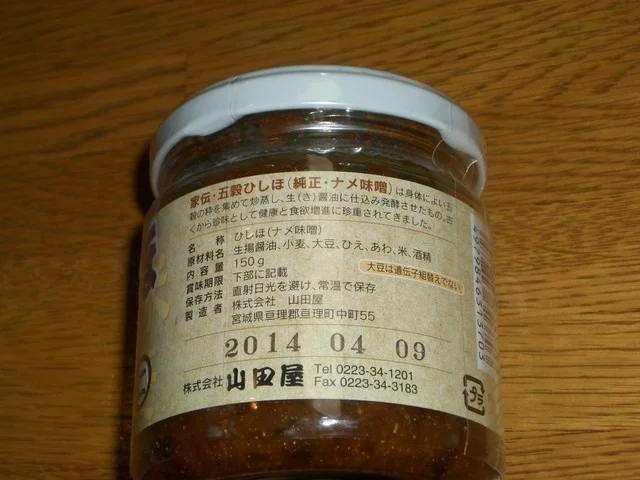 家伝・五穀ひしほ(純正・ナメ味噌)は身体によい五
穀の粋を集めて炒蒸し、生(き)醤油に仕込み発酵させたもの。古
くから珍味として健康と食欲増進に珍重されてきました。
名称 ひしほ(ナメ味噌)
原材料名 生揚醤油、小麦、大豆、ひえ、あわ、米、酒精
内容量 150g
大豆は遺伝子組替えでない
賞味期限 下部に記載
保存方法 直射日光を避け、常温で保存
製造者 株式会社 山田屋
宮城県亘理郡亘理町中町55
2014 04 09
株式会社 山田屋
Tel 0223-34-1201
Fax 0223-34-3183
プラ